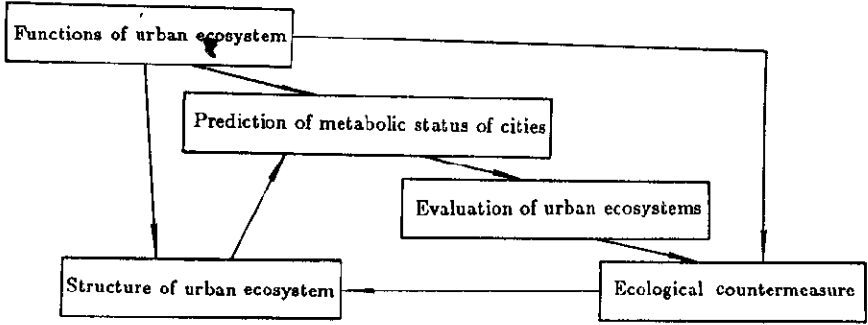 Functions of urban ecosystem
Prediction of metabolic status of cities
Evaluation of urban ecosystems
Structure of urban ecosystem
Ecological countermeasure